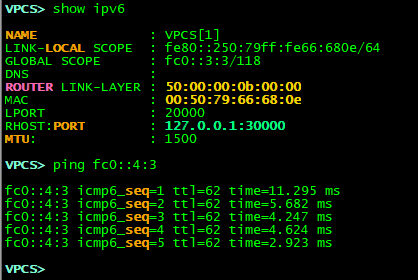 VPCS> show ipv6
NAME : VPCS[1]
LINK-LOCAL SCOPE : fe80::250:79ff:fe66:680e/64
GLOBAL SCOPE : fc0::3:3/118
DNS :
ROUTER LINK-LAYER : 50:00:00:0b:00:00
MAC : 00:50:79:66:68:0e
LPORT : 20000
RHOST:PORT : 127.0.0.1:30000
MTU: : 1500
VPCS> ping fc0::4:3
fc0::4:3 icmp6_seq=1 ttl=62 time=11.295 ms
fc0::4:3 icmp6_seq=2 ttl=62 time=5.682 ms
fc0::4:3 icmp6_seq=3 ttl=62 time=4.247 ms
fc0::4:3 icmp6_seq=4 ttl=62 time=4.624 ms
fc0::4:3 icmp6_seq=5 ttl=62 time=2.923 ms
VPCS>